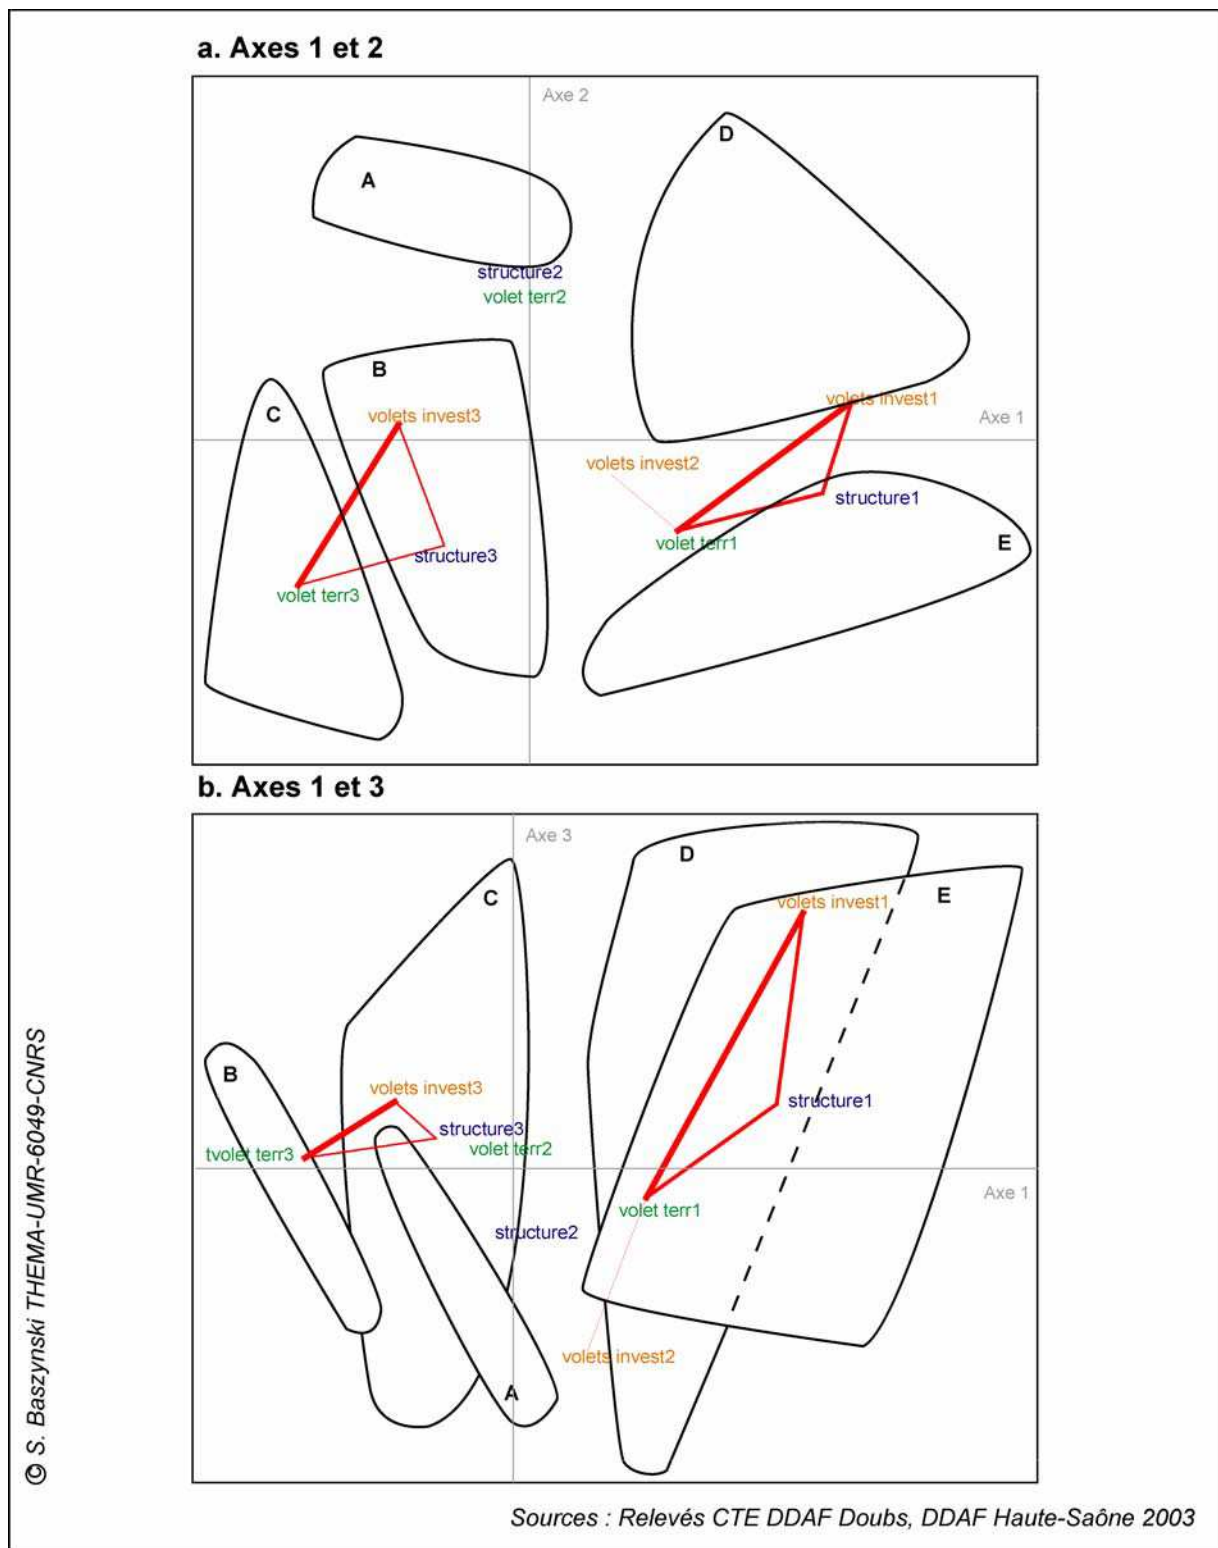 a. Axes 1 et 2
Axe 2
D
A
structure2
volet terr2
B
volets invest3
C
volets invest1
Axe 1
volets invest2
structure1
volet terr1
E
structure3
volet terr3
b. Axes 1 et 3
Axe 3
D
C
E
volets invest1
B
volets invest3
structure1
structure3
volet terr2
tvolet terr3
Axe 1
volet terr1
structure2
volets invest2
A
© S. Baszynski THEMA-UMR-6049-CNRS
Sources : Relevés CTE DDAF Doubs, DDAF Haute-Saône 2003